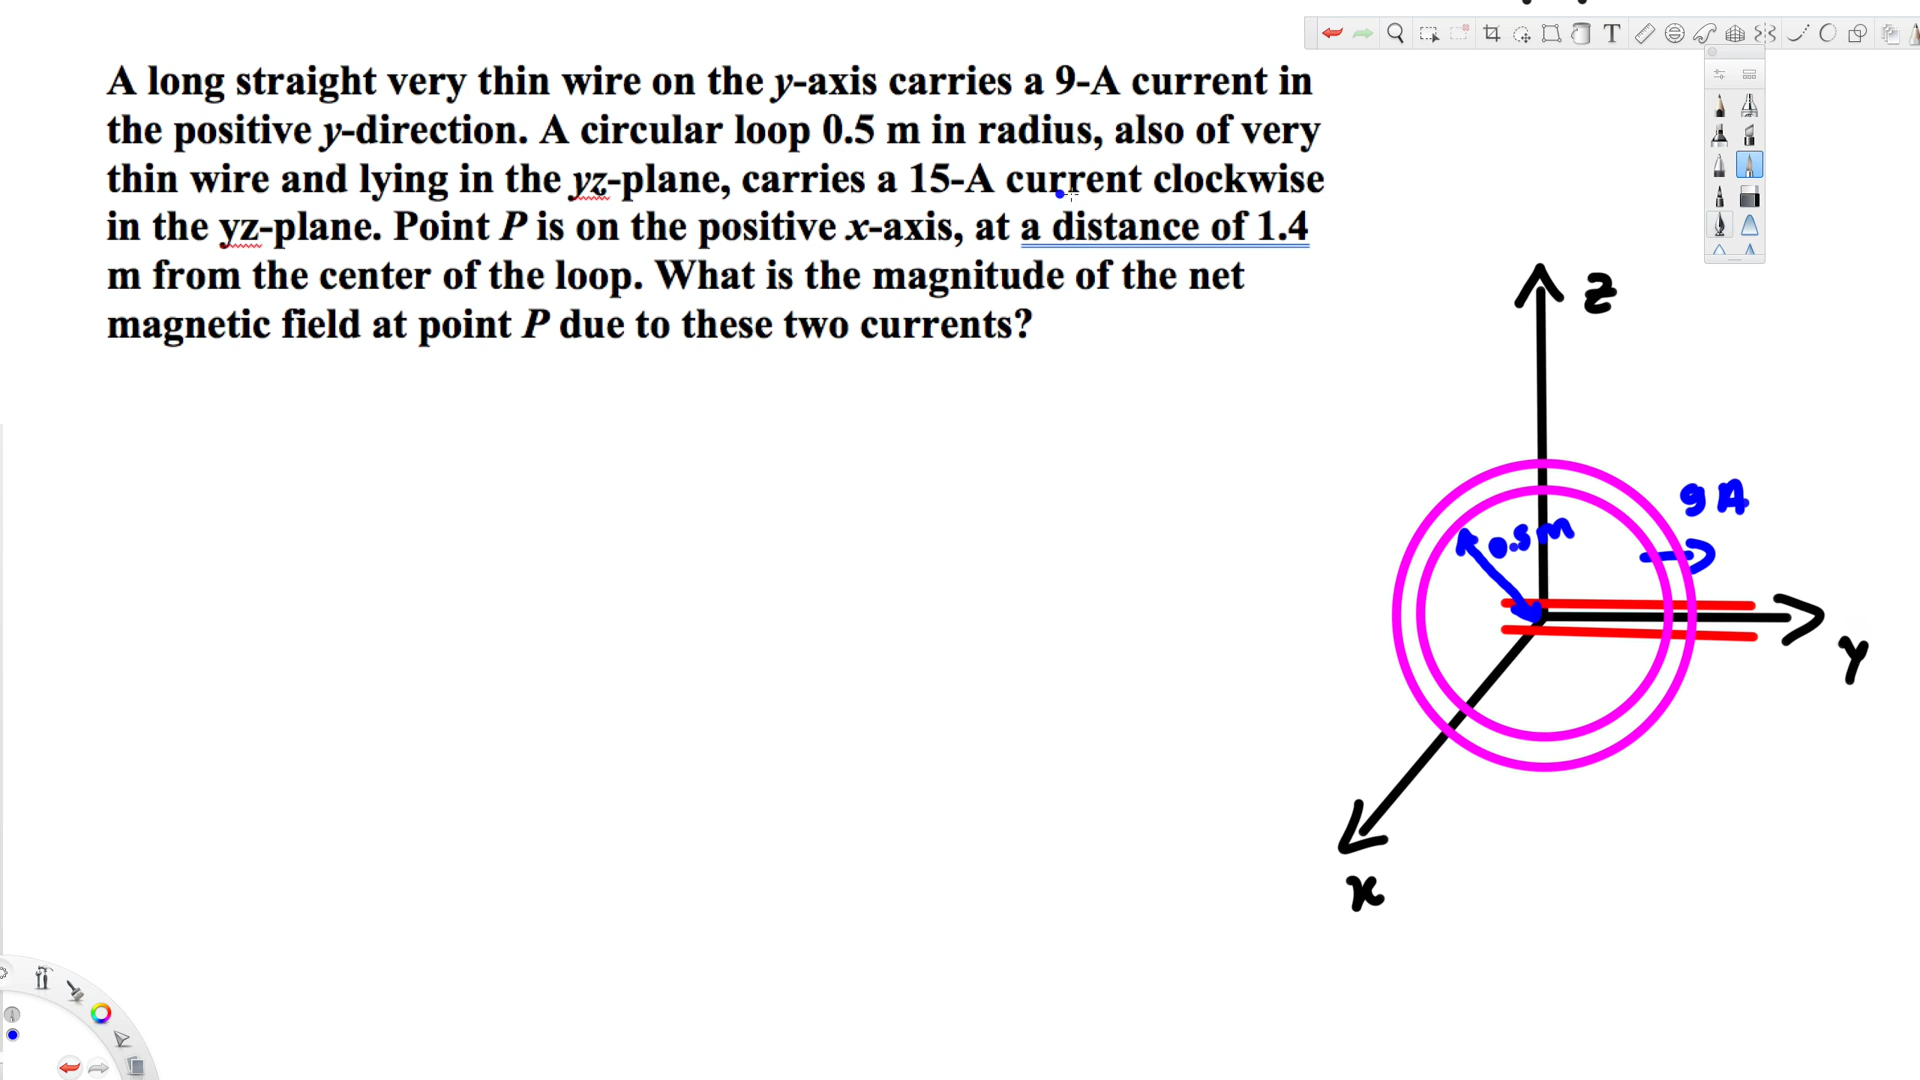 A long straight very thin wire on the y-axis carries a 9-A current in
the positive y-direction. A circular loop 0.5 m in radius, also of very
thin wire and lying in the yz-plane, carries a 15-A current clockwise
in the yz-plane. Point P is on the positive x-axis, at a distance of 1.4
m from the center of the loop. What is the magnitude of the net
magnetic field at point P due to these two currents?
T
z
9 A
0.5 m
y
x